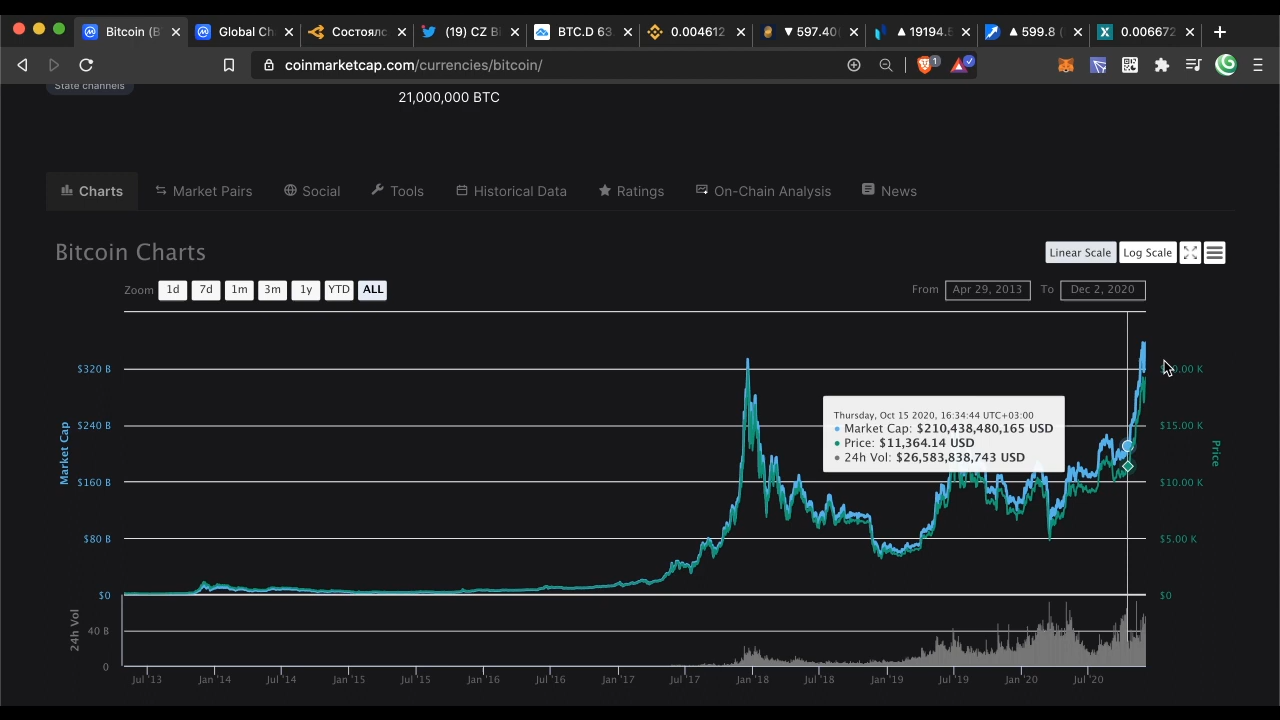 Bitcoin (B
Global Ch
Состоялс
(19) CZ Bi
BTC.D 63
0.004612
▼ 597.40
▲ 19194.5
▲ 599.8 (
0.006672
coinmarketcap.com/currencies/bitcoin/
1
State channels
21,000,000 BTC
Charts
Market Pairs
Social
Tools
Historical Data
Ratings
On-Chain Analysis
News
Bitcoin Charts
Linear Scale
Log Scale
Zoom 1d 7d 1m 3m 1y YTD ALL
From Apr 29, 2013 To Dec 2, 2020
Market Cap
$320 B
$240 B
$160 B
$80 B
$0
Thursday, Oct 15 2020, 16:34:44 UTC+03:00
Market Cap: $210,438,480,165 USD
Price: $11,364.14 USD
24h Vol: $26,583,838,743 USD
0.00 K
$15.00 K
$10.00 K
$5.00 K
$0
Price
24h Vol
40 B
0
Jul '13 Jan '14 Jul '14 Jan '15 Jul '15 Jan '16 Jul '16 Jan '17 Jul '17 Jan '18 Jul '18 Jan '19 Jul '19 Jan '20 Jul '20